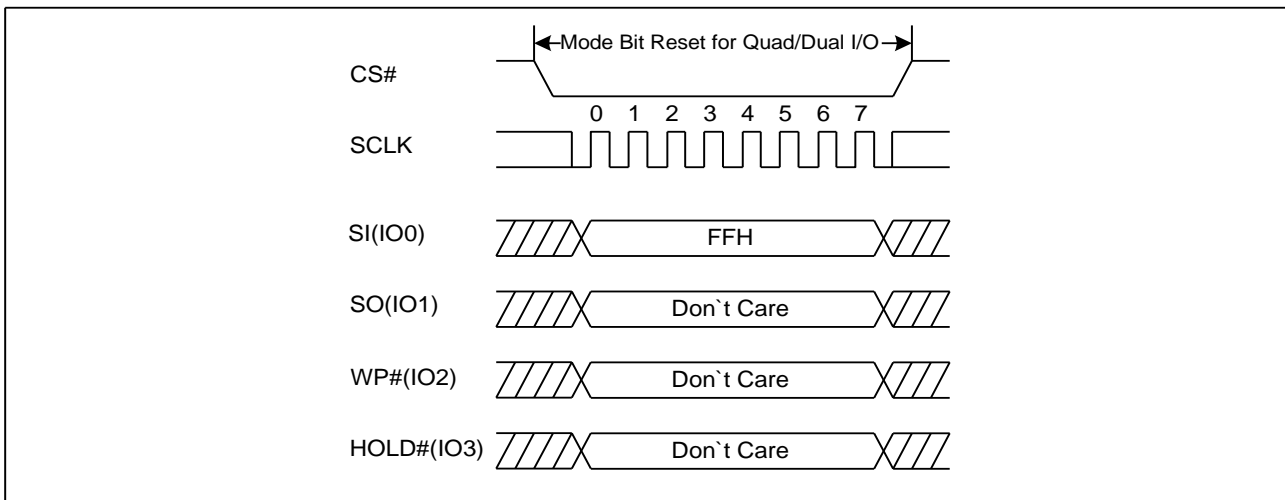 Mode Bit Reset for Quad/Dual I/O
CS#
0 1 2 3 4 5 6 7
SCLK
SI(IO0) FFH
SO(IO1) Don`t Care
WP#(IO2) Don`t Care
HOLD#(IO3) Don`t Care